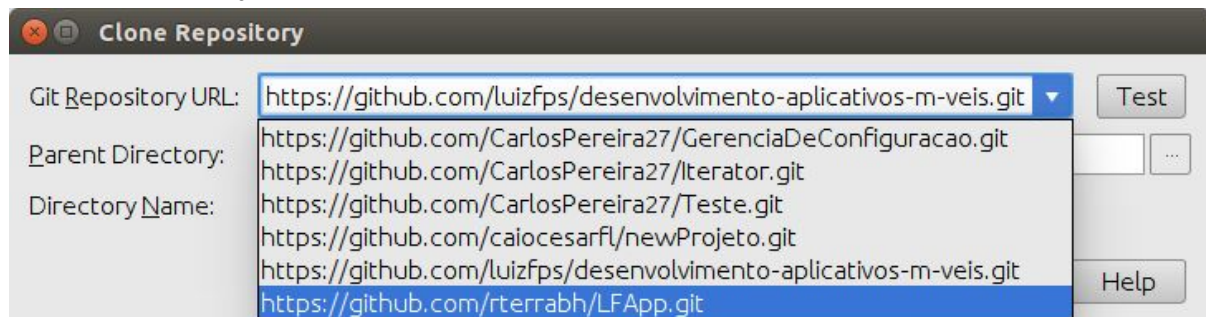 Clone Repository
Git Repository URL: https://github.com/luizfps/desenvolvimento-aplicativos-m-veis.git Test
https://github.com/CarlosPereira27/GerenciaDeConfiguracao.git
Parent Directory: ...
https://github.com/CarlosPereira27/Iterator.git
https://github.com/CarlosPereira27/Teste.git
Directory Name:
https://github.com/caiocesarfl/newProjeto.git
https://github.com/luizfps/desenvolvimento-aplicativos-m-veis.git
Help
https://github.com/rterrabh/LFApp.git